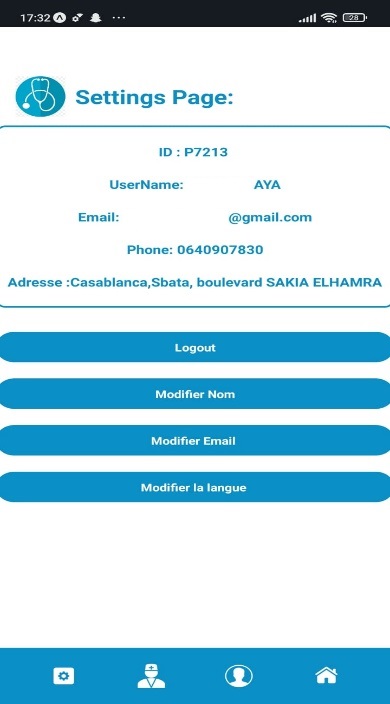 17:32 ... 28
Settings Page:
ID : P7213
UserName: AYA
Email: @gmail.com
Phone: 0640907830
Adresse :Casablanca,Sbata, boulevard SAKIA ELHAMRA
Logout
Modifier Nom
Modifier Email
Modifier la langue